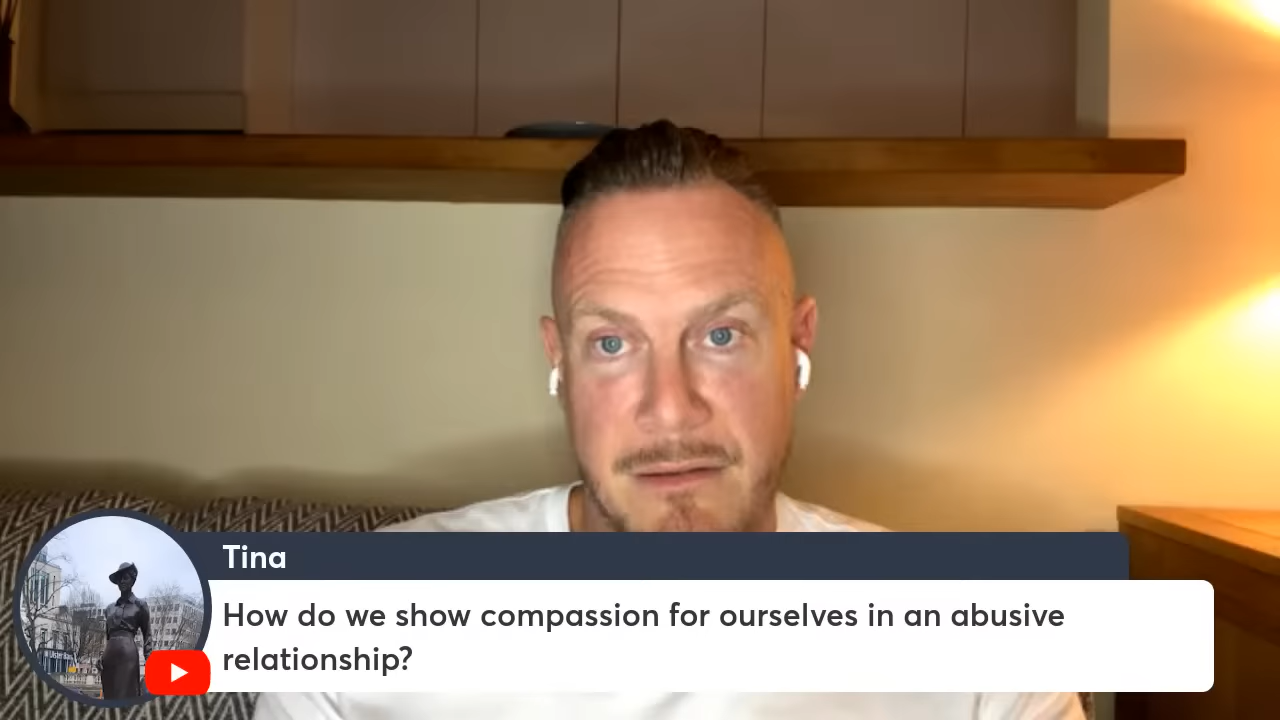 Tina
How do we show compassion for ourselves in an abusive
relationship?